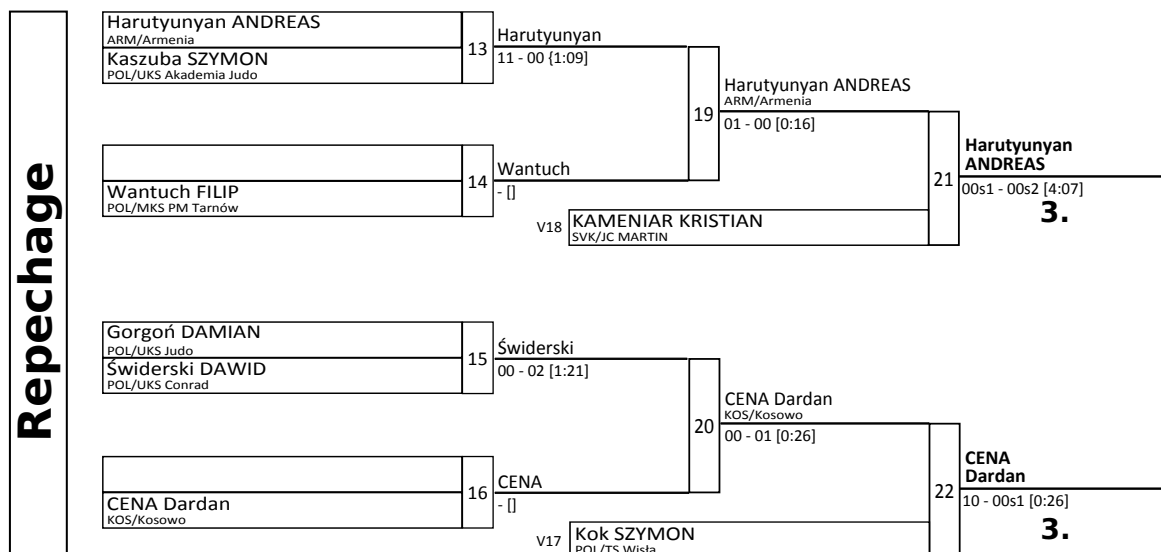 Repechage
Harutyunyan ANDREAS
ARM/Armenia
Kaszuba SZYMON
POL/UKS Akademia Judo
13
Harutyunyan
11 - 00 {1:09]
Wantuch FILIP
POL/MKS PM Tarnów
14
Wantuch
- []
19
Harutyunyan ANDREAS
ARM/Armenia
01 - 00 [0:16]
V18
KAMENIAR KRISTIAN
SVK/JC MARTIN
21
Harutyunyan
ANDREAS
00s1 - 00s2 [4:07]
3.
Gorgoń DAMIAN
POL/UKS Judo
Świderski DAWID
POL/UKS Conrad
15
Świderski
00 - 02 [1:21]
CENA Dardan
KOS/Kosowo
16
CENA
- []
20
CENA Dardan
KOS/Kosowo
00 - 01 [0:26]
V17
Kok SZYMON
POL/TS Wisła
22
CENA
Dardan
10 - 00s1 [0:26]
3.